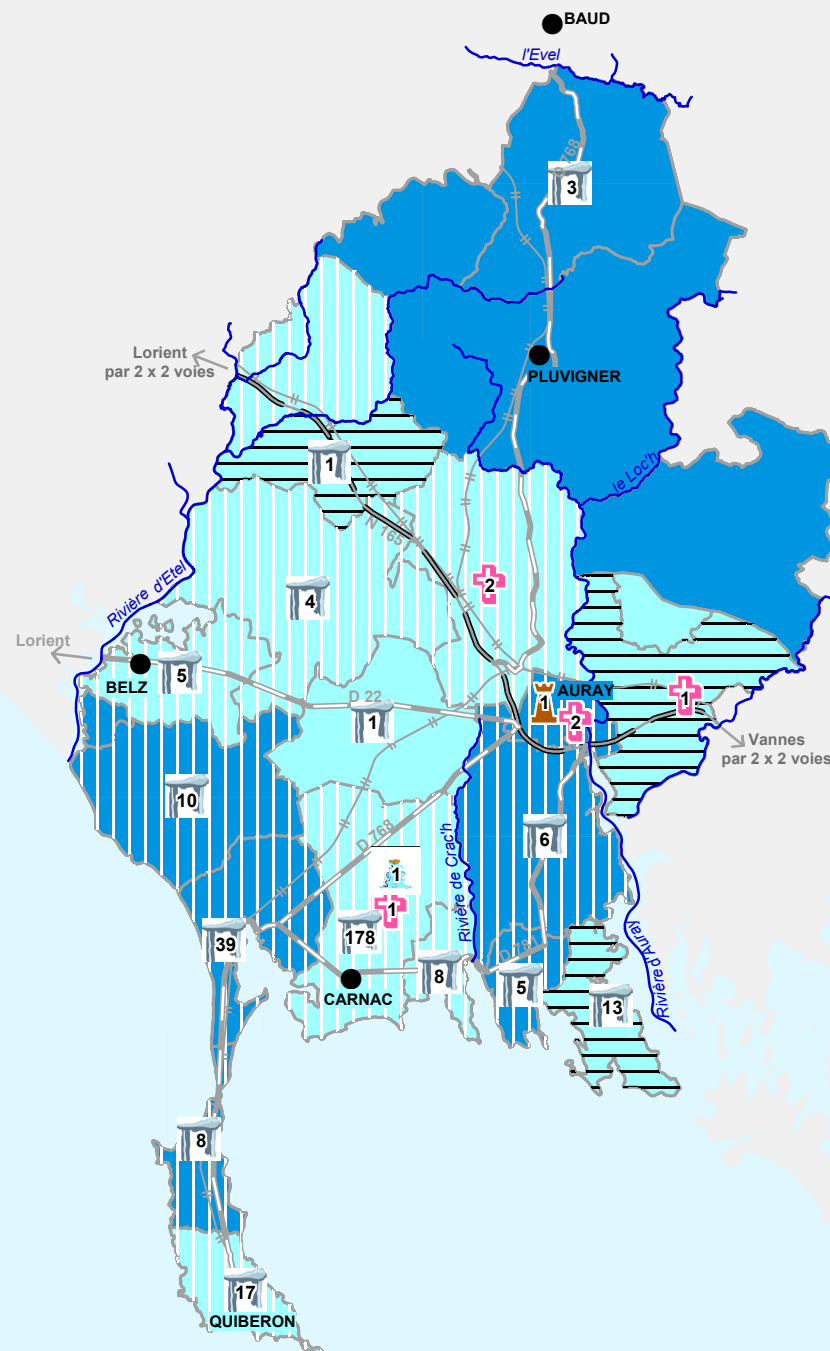 BAUD
l'Evel
D 768
3
Lorient
par 2 x 2 voies
PLUVIGNER
1
le Loc'h
N 165
2
4
Rivière d'Etel
Lorient
5
BELZ
D 22
1
1
AURAY
2
1
Vannes
par 2 x 2 voies
10
D 768
6
Rivière de Crac'h
1
1
178
39
D 781
8
5
13
Rivière d'Auray
CARNAC
8
17
QUIBERON